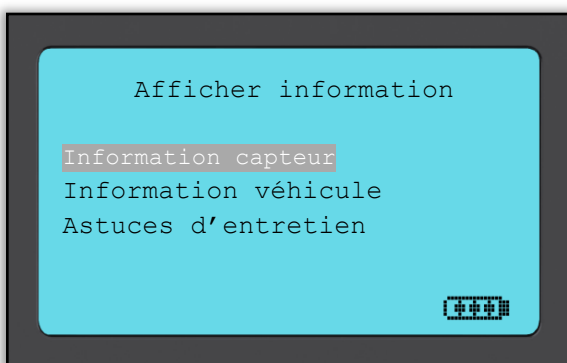 Afficher information
Information capteur
Information véhicule
Astuces d’entretien